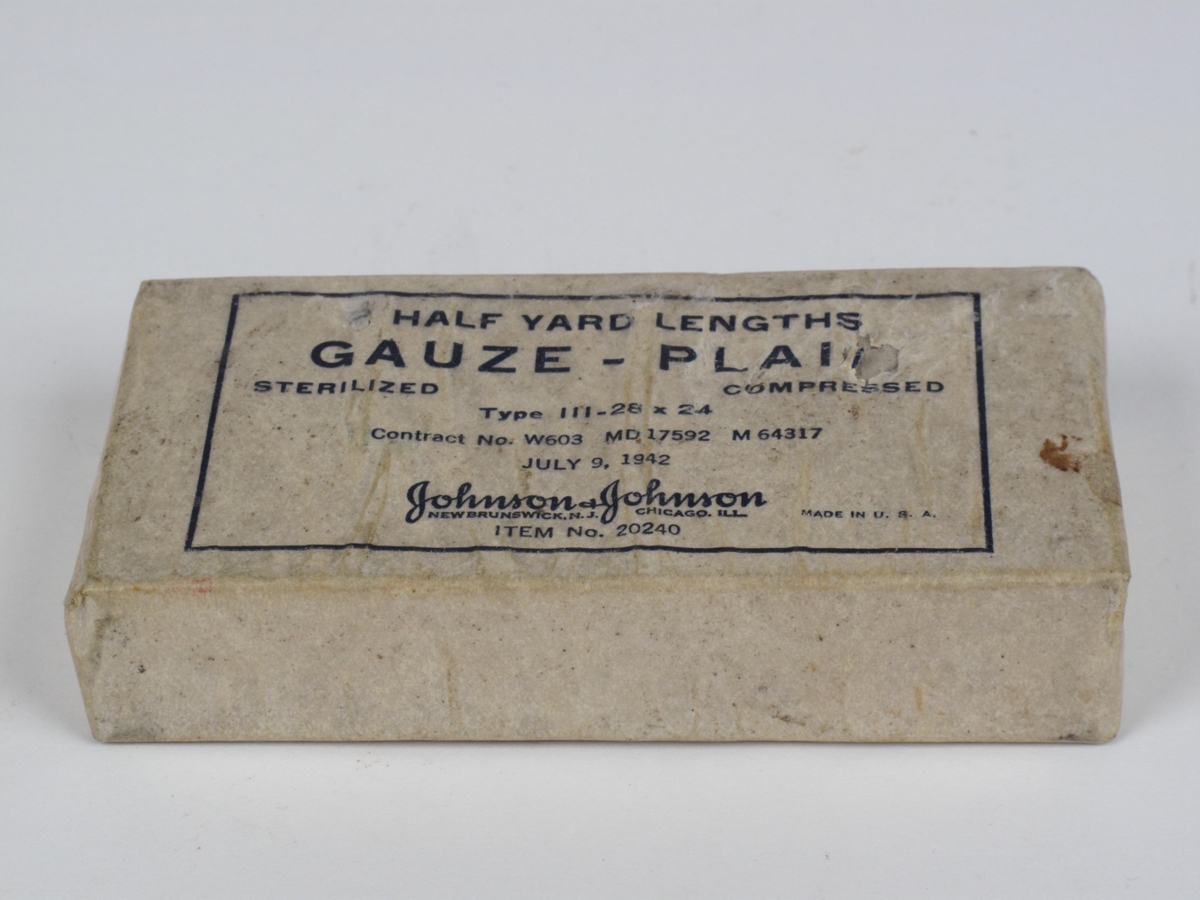 HALF YARD LENGTHS
GAUZE - PLAIN
STERILIZED COMPRESSED
Type III-28 x 24
Contract No. W603 MD 17592 M 64317
JULY 9, 1942
Johnson & Johnson
NEW BRUNSWICK, N. J. CHICAGO, ILL. MADE IN U. S. A.
ITEM No. 20240